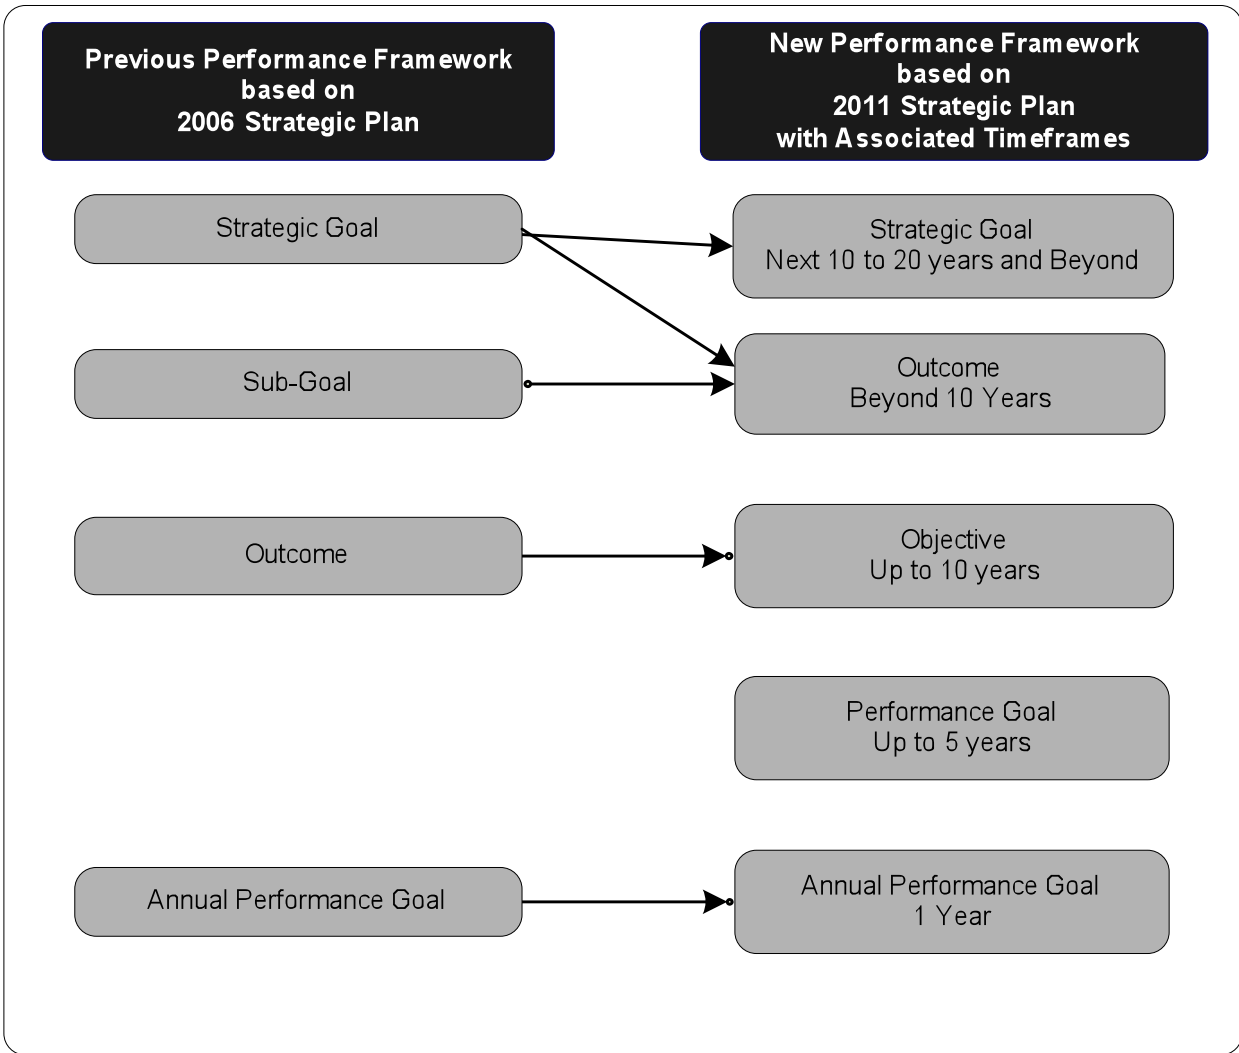 Previous Performance Framework
based on
2006 Strategic Plan
New Performance Framework
based on
2011 Strategic Plan
with Associated Timeframes
Strategic Goal
Strategic Goal
Next 10 to 20 years and Beyond
Sub-Goal
Outcome
Beyond 10 Years
Outcome
Objective
Up to 10 years
Performance Goal
Up to 5 years
Annual Performance Goal
Annual Performance Goal
1 Year